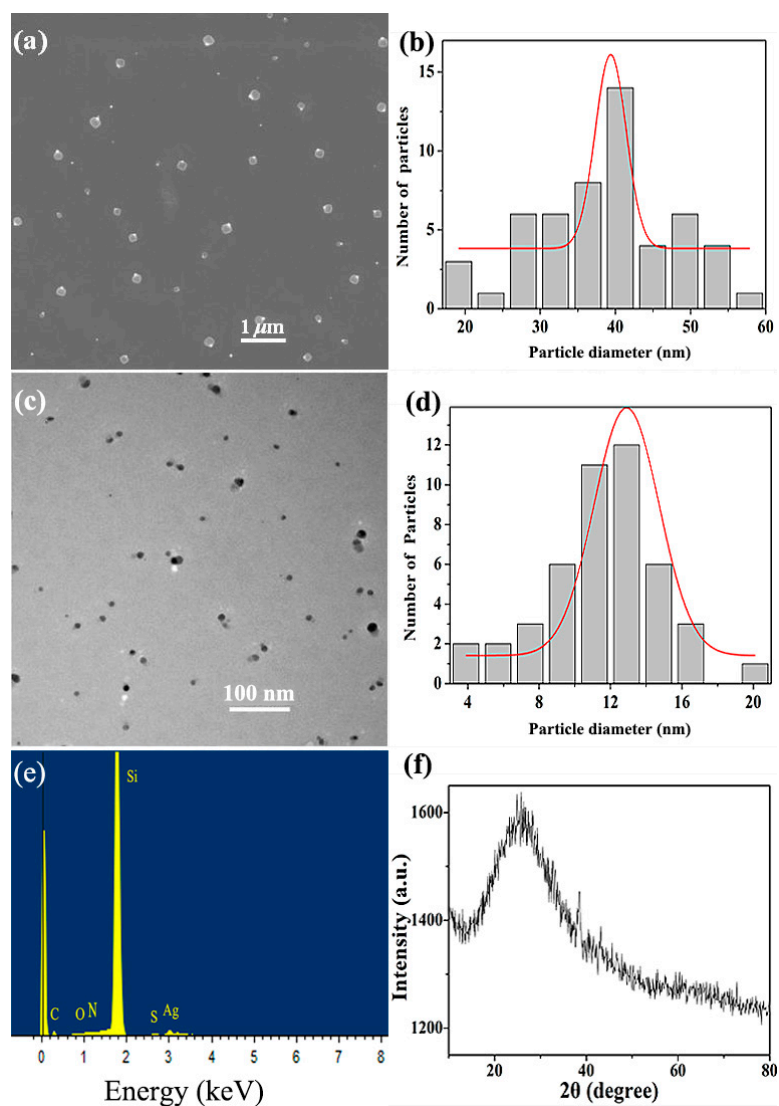 (a)
1 μm
(b)
Number of particles
15
10
5
0
20 30 40 50 60
Particle diameter (nm)
(c)
100 nm
(d)
Number of Particles
12
10
8
6
4
2
0
4 8 12 16 20
Particle diameter (nm)
(e)
Si
C O N S Ag
0 1 2 3 4 5 6 7 8
Energy (keV)
(f)
Intensity (a.u.)
1600
1400
1200
20 40 60 80
2θ (degree)